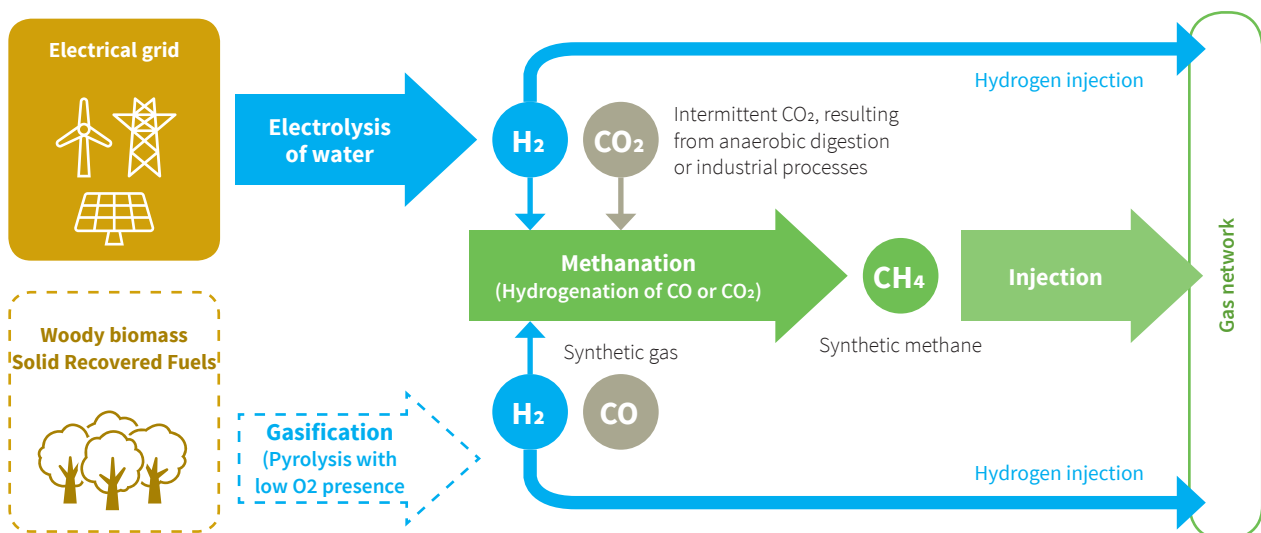 Electrical grid
Electrolysis
of water
H₂
CO₂
Intermittent CO₂, resulting
from anaerobic digestion
or industrial processes
Hydrogen injection
Methanation
(Hydrogenation of CO or CO₂)
CH₄
Synthetic methane
Injection
Gas network
Woody biomass
Solid Recovered Fuels
Gasification
(Pyrolysis with
low O2 presence
Synthetic gas
H₂
CO
Hydrogen injection